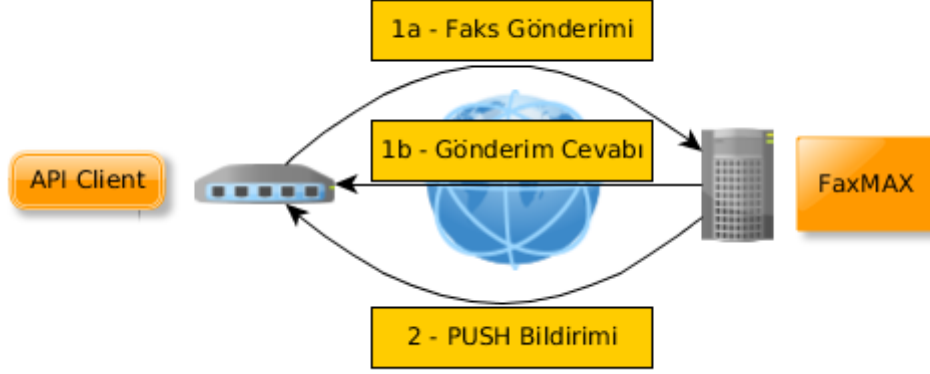 1a - Faks Gönderimi
1b - Gönderim Cevabı
API Client
FaxMAX
2 - PUSH Bildirimi